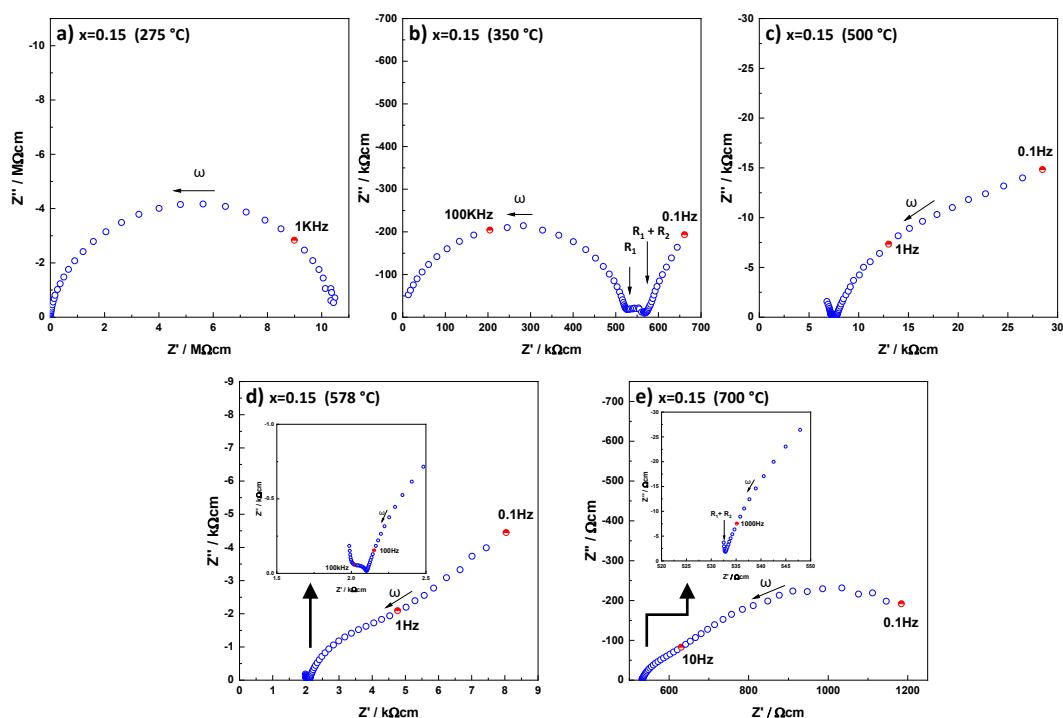 a) x=0.15 (275 °C)
-10
-8
-6
-4
-2
0
Z'' / MΩcm
ω
1KHz
0
2
4
6
8
10
Z' / MΩcm
b) x=0.15 (350 °C)
-700
-600
-500
-400
-300
-200
-100
0
Z'' / kΩcm
100KHz
ω
R1
R1 + R2
0.1Hz
0
100
200
300
400
500
600
700
Z' / kΩcm
c) x=0.15 (500 °C)
-30
-25
-20
-15
-10
-5
0
Z'' / kΩcm
0.1Hz
ω
1Hz
0
5
10
15
20
25
30
Z' / kΩcm
d) x=0.15 (578 °C)
-9
-8
-7
-6
-5
-4
-3
-2
-1
0
Z'' / kΩcm
-1.0
-0.5
0.0
Z'' / kΩcm
ω
100Hz
100kHz
1.5
2.0
2.5
Z' / kΩcm
0.1Hz
ω
1Hz
0
1
2
3
4
5
6
7
8
9
Z' / kΩcm
e) x=0.15 (700 °C)
-700
-600
-500
-400
-300
-200
-100
0
Z'' / Ωcm
-30
-25
-20
-15
-10
-5
0
Z'' / Ωcm
ω
R1+ R2
1000Hz
520
525
530
535
540
545
550
Z' / Ωcm
ω
0.1Hz
10Hz
600
800
1000
1200
Z' / Ωcm